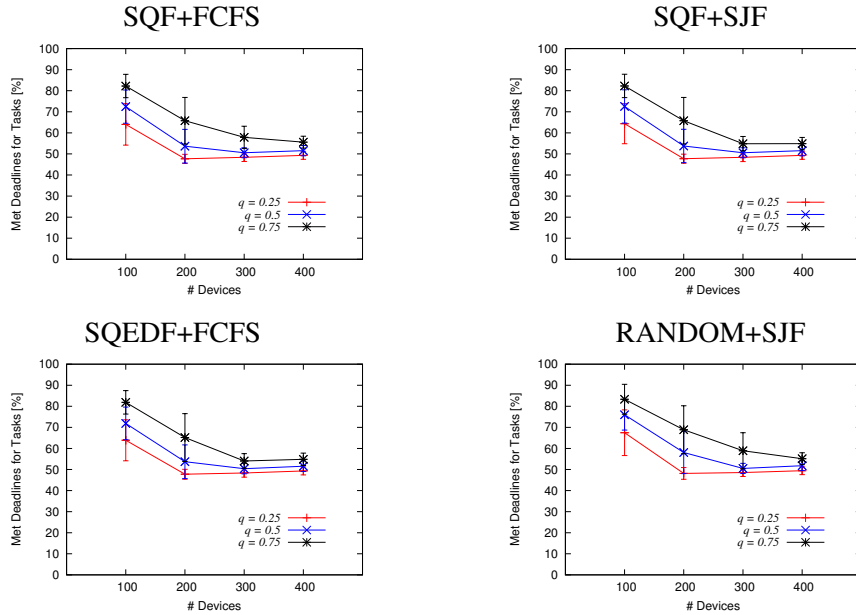 SQF+FCFS
Met Deadlines for Tasks [%]
100
90
80
70
60
50
40
30
20
10
0
q = 0.25
q = 0.5
q = 0.75
100 200 300 400
# Devices
SQF+SJF
Met Deadlines for Tasks [%]
100
90
80
70
60
50
40
30
20
10
0
q = 0.25
q = 0.5
q = 0.75
100 200 300 400
# Devices
SQEDF+FCFS
Met Deadlines for Tasks [%]
100
90
80
70
60
50
40
30
20
10
0
q = 0.25
q = 0.5
q = 0.75
100 200 300 400
# Devices
RANDOM+SJF
Met Deadlines for Tasks [%]
100
90
80
70
60
50
40
30
20
10
0
q = 0.25
q = 0.5
q = 0.75
100 200 300 400
# Devices